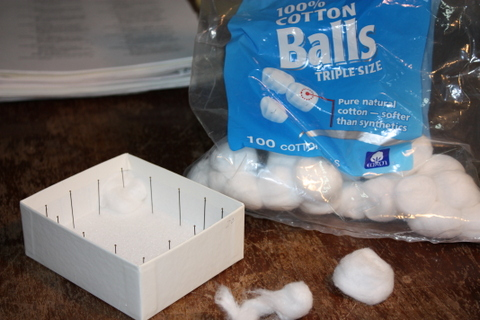 100%
COTTON
Balls
TRIPLE SIZE
Pure natural
cotton — softer
than synthetics
100